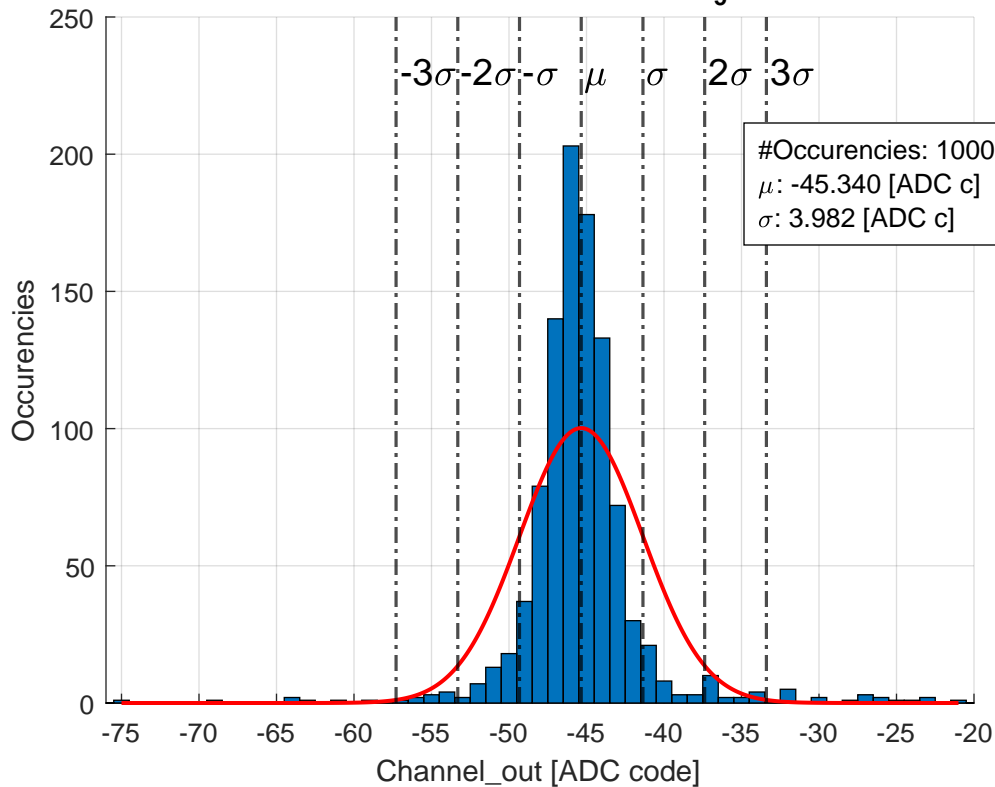 250
200
150
100
50
0
Occurencies
-3σ -2σ -σ μ σ 2σ 3σ
#Occurencies: 1000
μ: -45.340 [ADC c]
σ: 3.982 [ADC c]
-75 -70 -65 -60 -55 -50 -45 -40 -35 -30 -25 -20
Channel_out [ADC code]